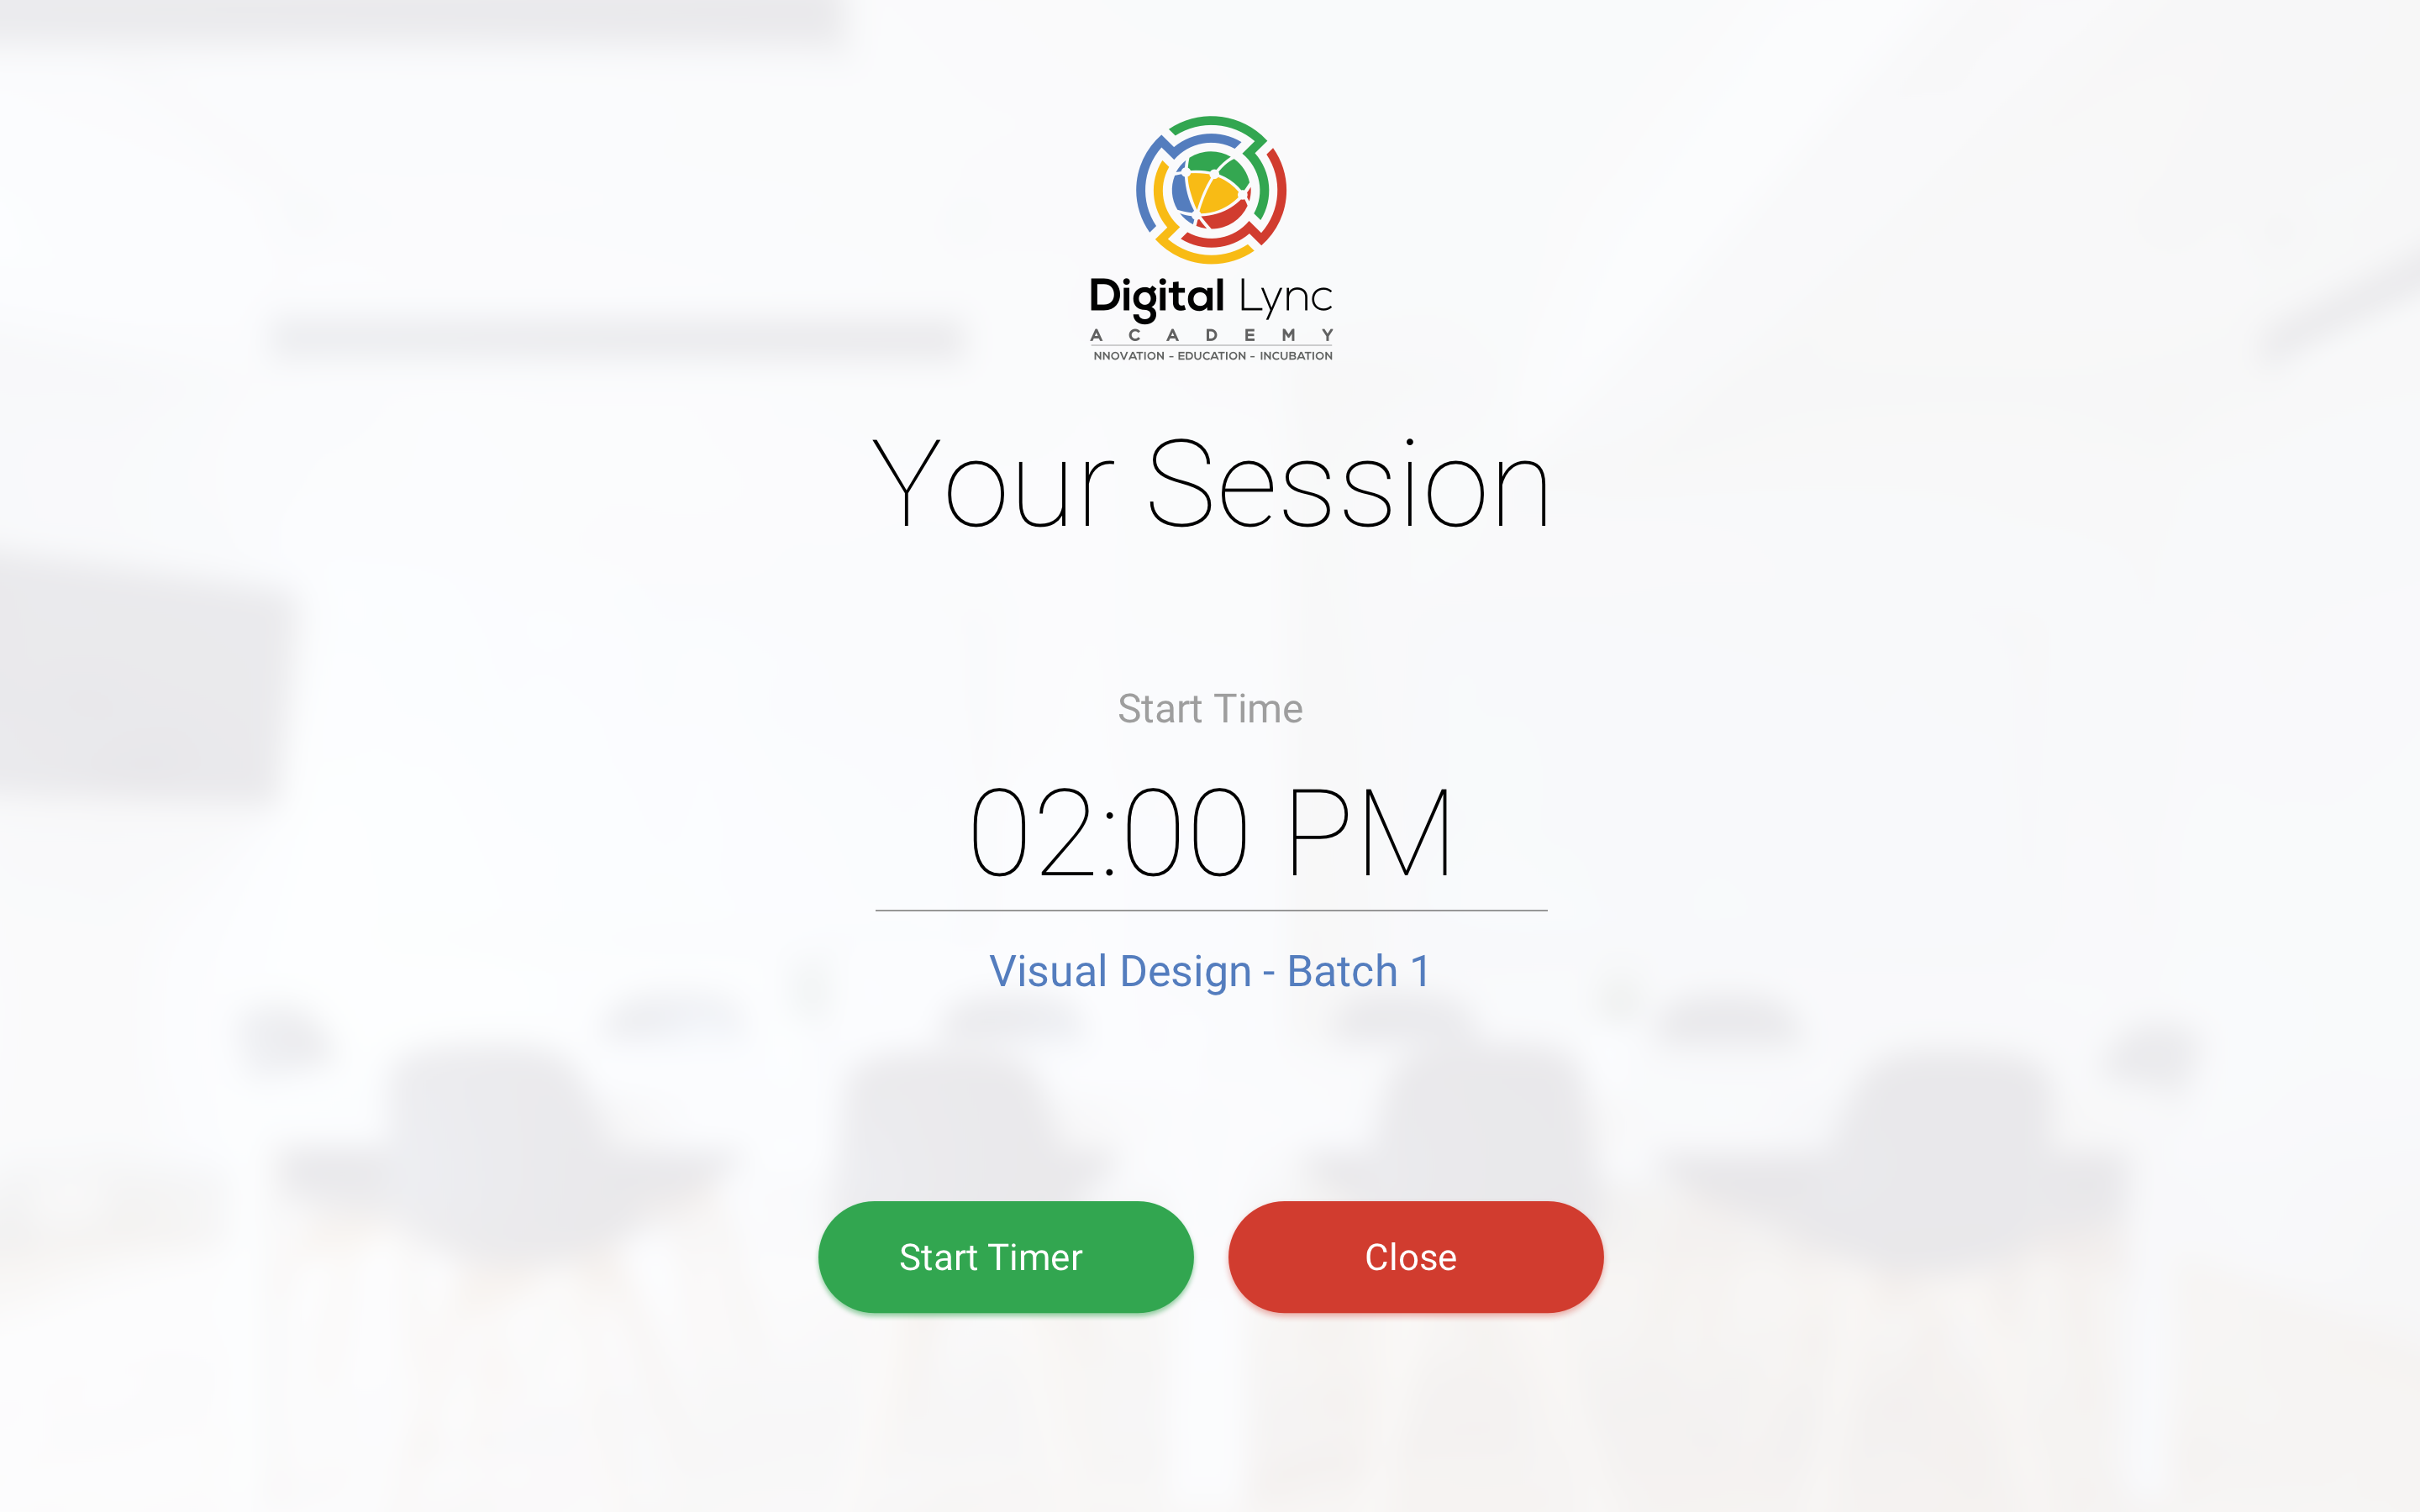 Digital Lync
ACADEMY
NNOVATION - EDUCATION - INCUBATION
Your Session
Start Time
02:00 PM
Visual Design - Batch 1
Start Timer
Close